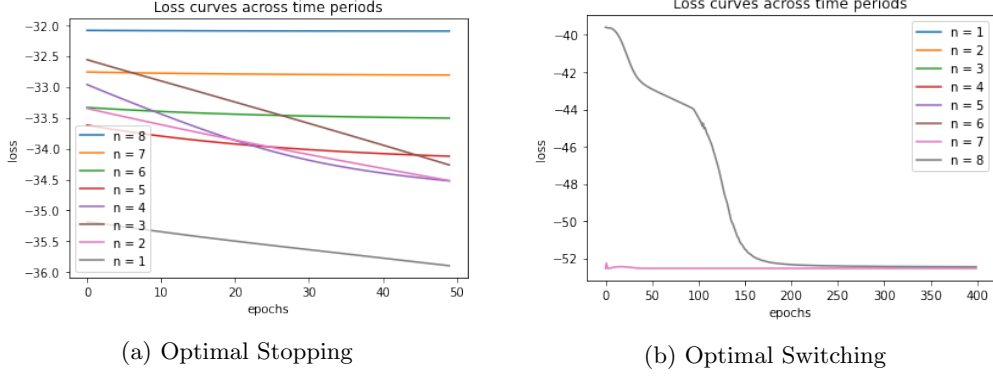 Loss curves across time periods
−32.0
−32.5
−33.0
−33.5
−34.0
−34.5
−35.0
−35.5
−36.0
loss
n = 8
n = 7
n = 6
n = 5
n = 4
n = 3
n = 2
n = 1
0
10
20
30
40
50
epochs
(a) Optimal Stopping
Loss curves across time periods
−40
−42
−44
−46
−48
−50
−52
loss
n = 1
n = 2
n = 3
n = 4
n = 5
n = 6
n = 7
n = 8
0
50
100
150
200
250
300
350
400
epochs
(b) Optimal Switching